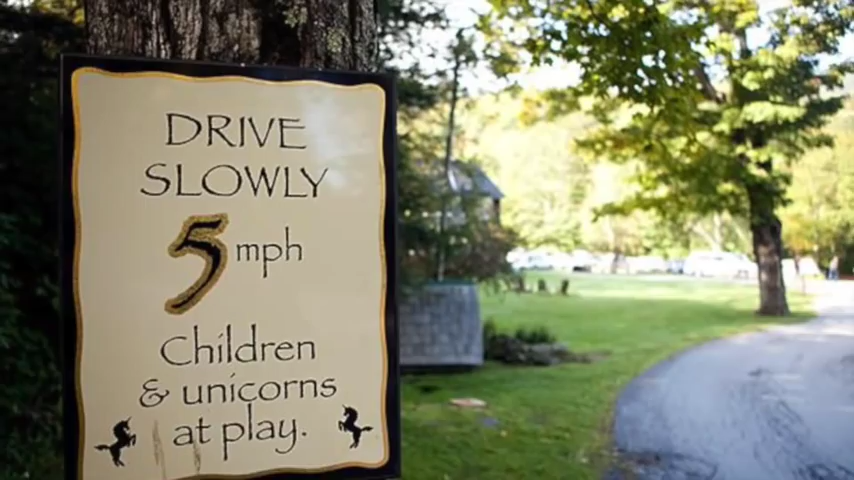 DRIVE
SLOWLY
5 mph
Children
& unicorns
at play.